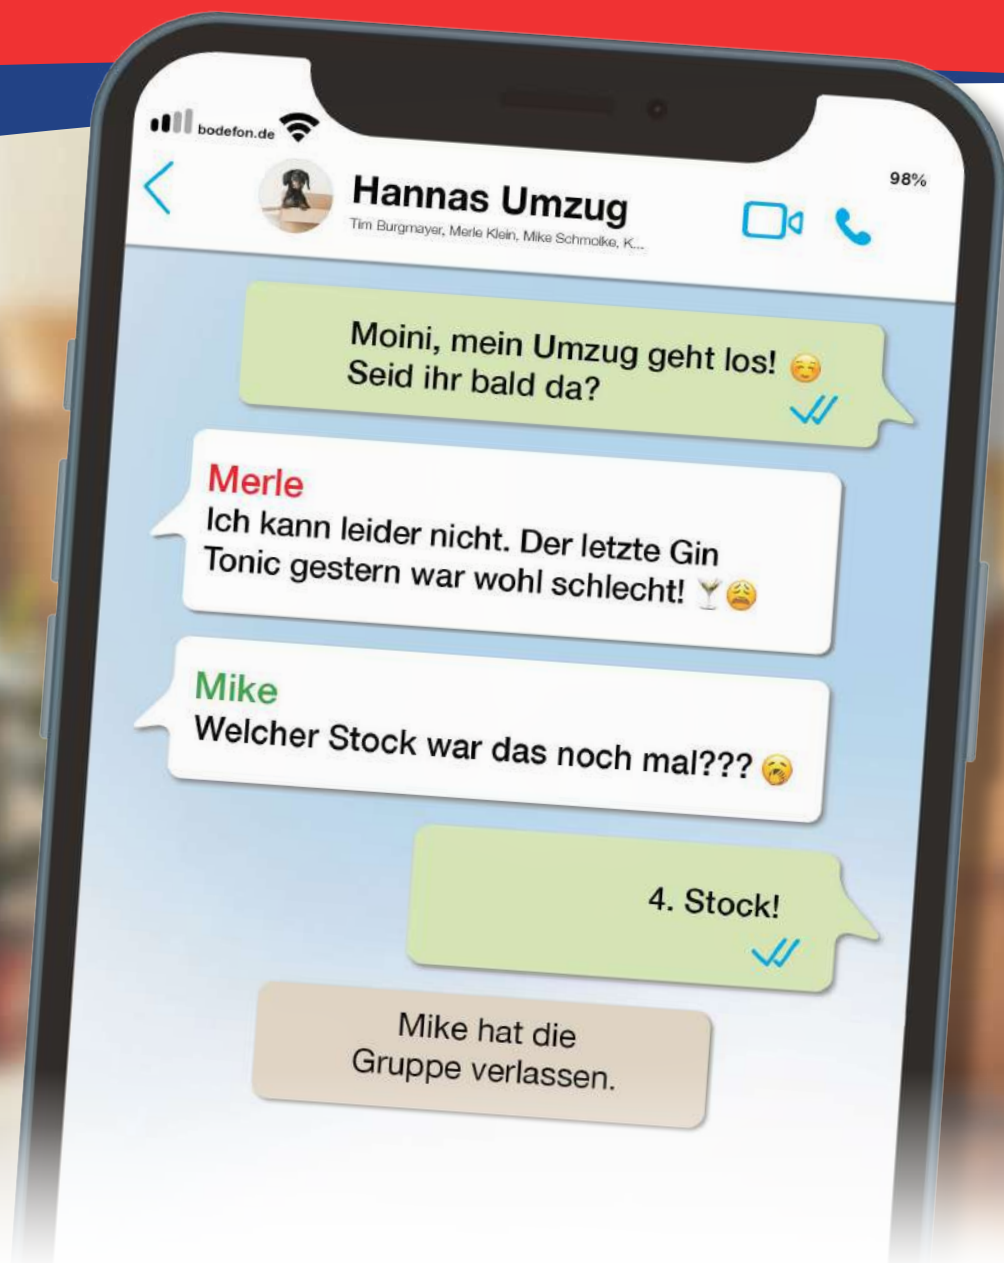 bodefon.de
98%
Hannas Umzug
Tim Burgmayer, Merle Klein, Mike Schmolke, K...
Moini, mein Umzug geht los! ☺️
Seid ihr bald da?
Merle
Ich kann leider nicht. Der letzte Gin
Tonic gestern war wohl schlecht! 🍸😩
Mike
Welcher Stock war das noch mal??? 🥱
4. Stock!
Mike hat die
Gruppe verlassen.